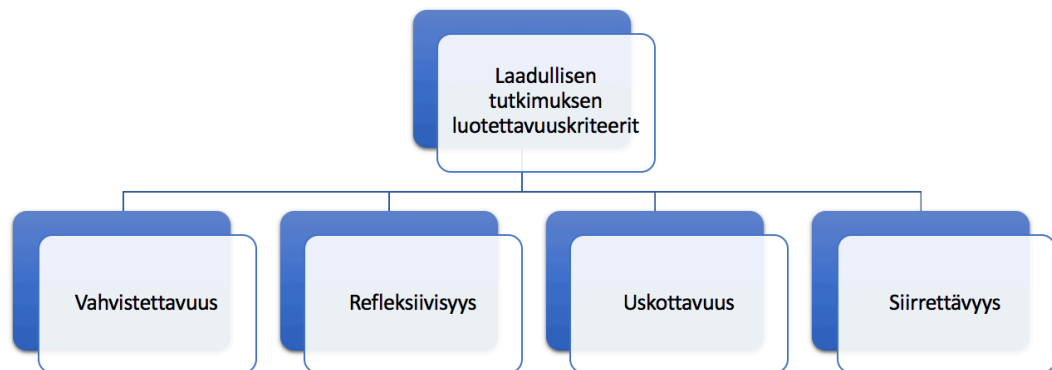 Laadullisen
tutkimuksen
luotettavuuskriteerit
Vahvistettavuus
Refleksiivisyys
Uskottavuus
Siirrettävyys